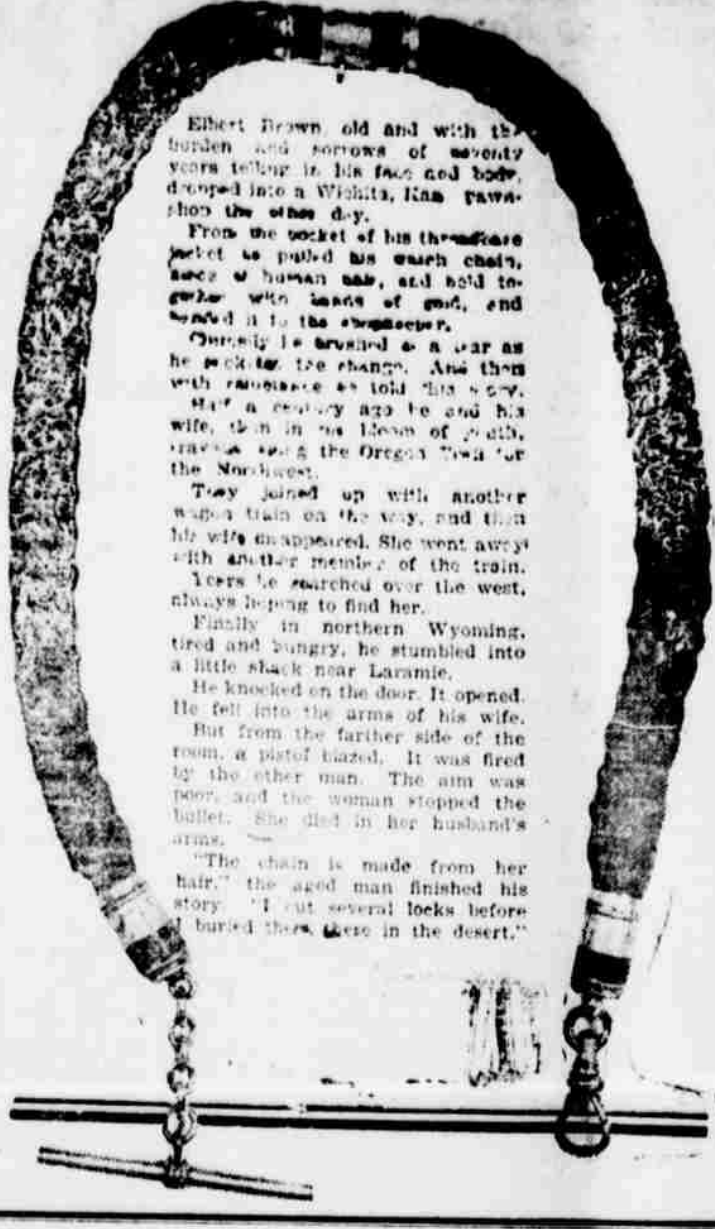 Elbert Brown, old and with the
burden and sorrows of seventy
years telling in his face and body,
dropped into a Wichita, Kan. pawn-
shop the other day.
From the pocket of his threadbare
jacket he pulled his watch chain,
made of human hair, and held to-
gether with bands of gold, and
handed it to the shopkeeper.
he brushed a tear as
he the change. And then
with reluctance he told this story.
Half a century ago he and his
wife, then in the bloom of youth,
along the Oregon Trail for
the Northwest.
They joined up with another
wagon train on the way, and then
his wife disappeared. She went away
with another member of the train.
Years he searched over the west,
always hoping to find her.
Finally in northern Wyoming,
tired and hungry, he stumbled into
a little shack near Laramie.
He knocked on the door. It opened.
He fell into the arms of his wife.
But from the farther side of the
room, a pistol blazed. It was fired
by the other man. The aim was
poor, and the woman stopped the
bullet. She died in her husband's
arms.
"The chain is made from her
hair," the aged man finished his
story. "I cut several locks before
I buried there in the desert."